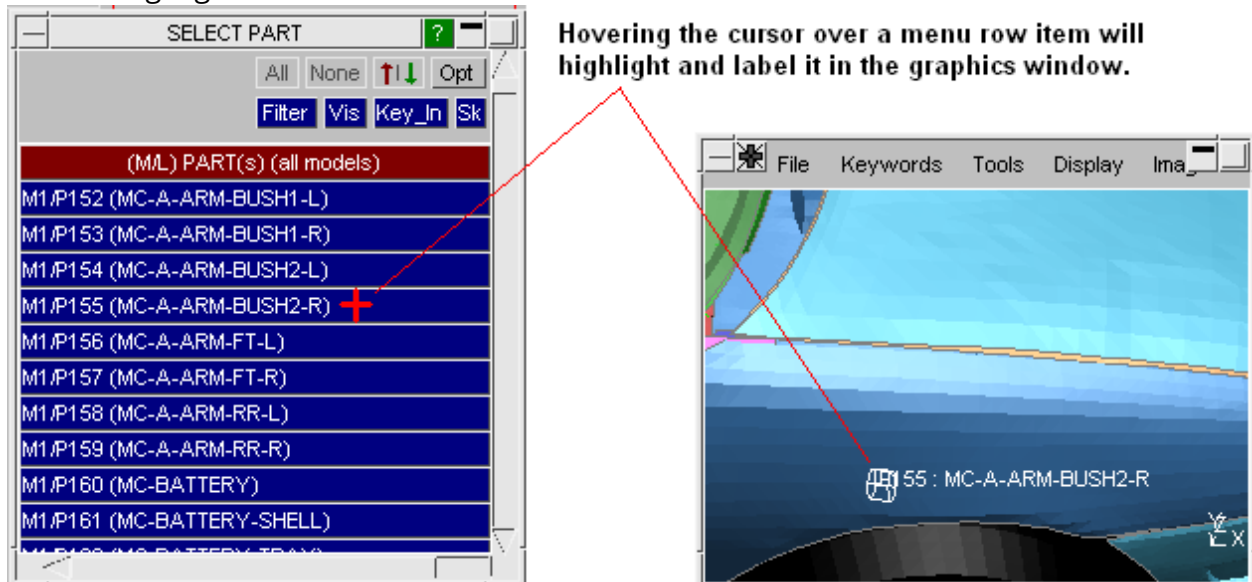 SELECT PART
?
All None Opt
Filter Vis Key_In Sk
(M/L) PART(s) (all models)
M1/P152 (MC-A-ARM-BUSH1-L)
M1/P153 (MC-A-ARM-BUSH1-R)
M1/P154 (MC-A-ARM-BUSH2-L)
M1/P155 (MC-A-ARM-BUSH2-R)
M1/P156 (MC-A-ARM-FT-L)
M1/P157 (MC-A-ARM-FT-R)
M1/P158 (MC-A-ARM-RR-L)
M1/P159 (MC-A-ARM-RR-R)
M1/P160 (MC-BATTERY)
M1/P161 (MC-BATTERY-SHELL)
Hovering the cursor over a menu row item will
highlight and label it in the graphics window.
File Keywords Tools Display
155 : MC-A-ARM-BUSH2-R
Y
Z X